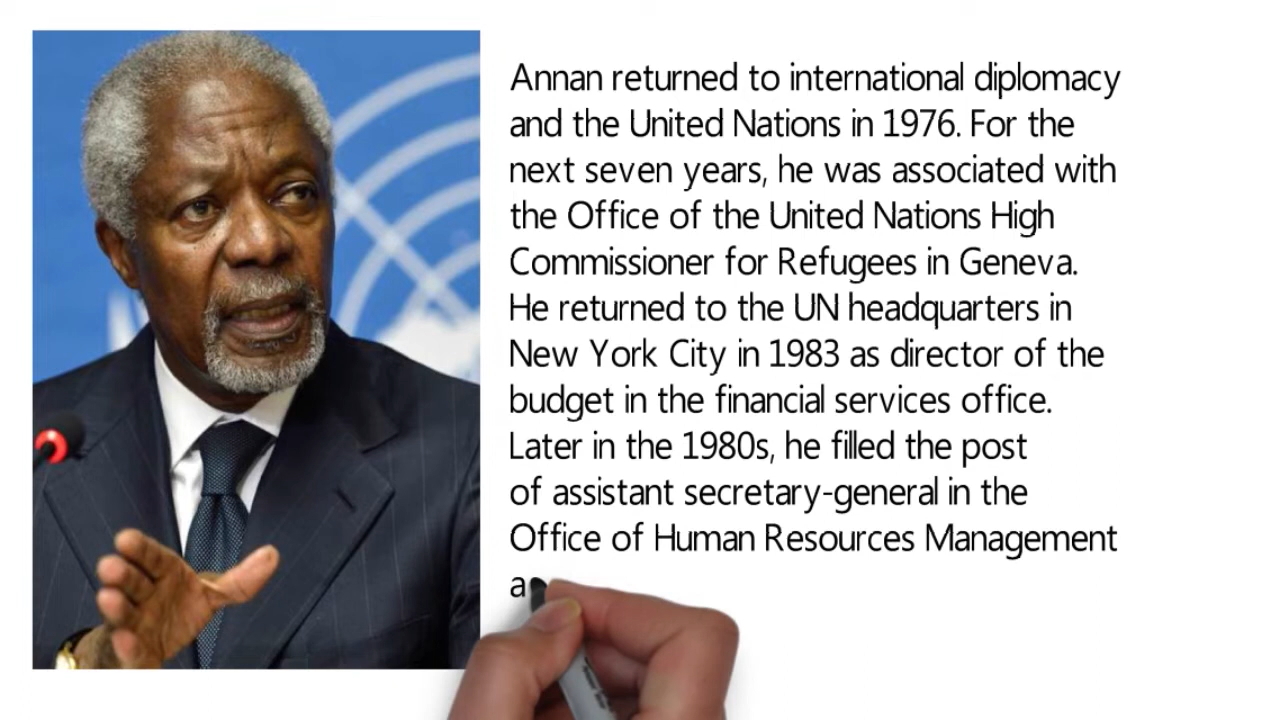 Annan returned to international diplomacy
and the United Nations in 1976. For the
next seven years, he was associated with
the Office of the United Nations High
Commissioner for Refugees in Geneva.
He returned to the UN headquarters in
New York City in 1983 as director of the
budget in the financial services office.
Later in the 1980s, he filled the post
of assistant secretary-general in the
Office of Human Resources Management